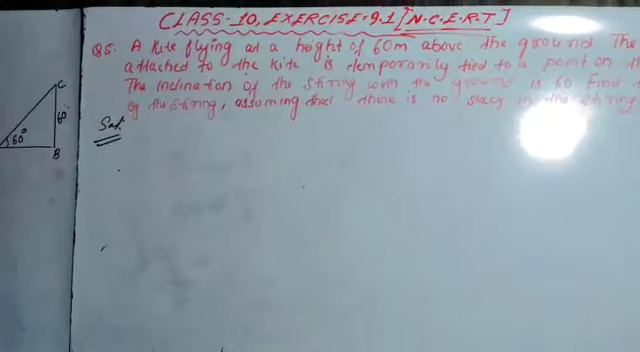 CLASS-10, EXERCISE-9.1 [N.C.E.R.T]
Q5. A Kite flying at a height of 60m above the ground. The
attached to the Kite is temporarily tied to a point on
The inclination of the string with the ground is 60. Find
of the string, assuming that there is no slack in the string
Sol.
C
60
60°
B